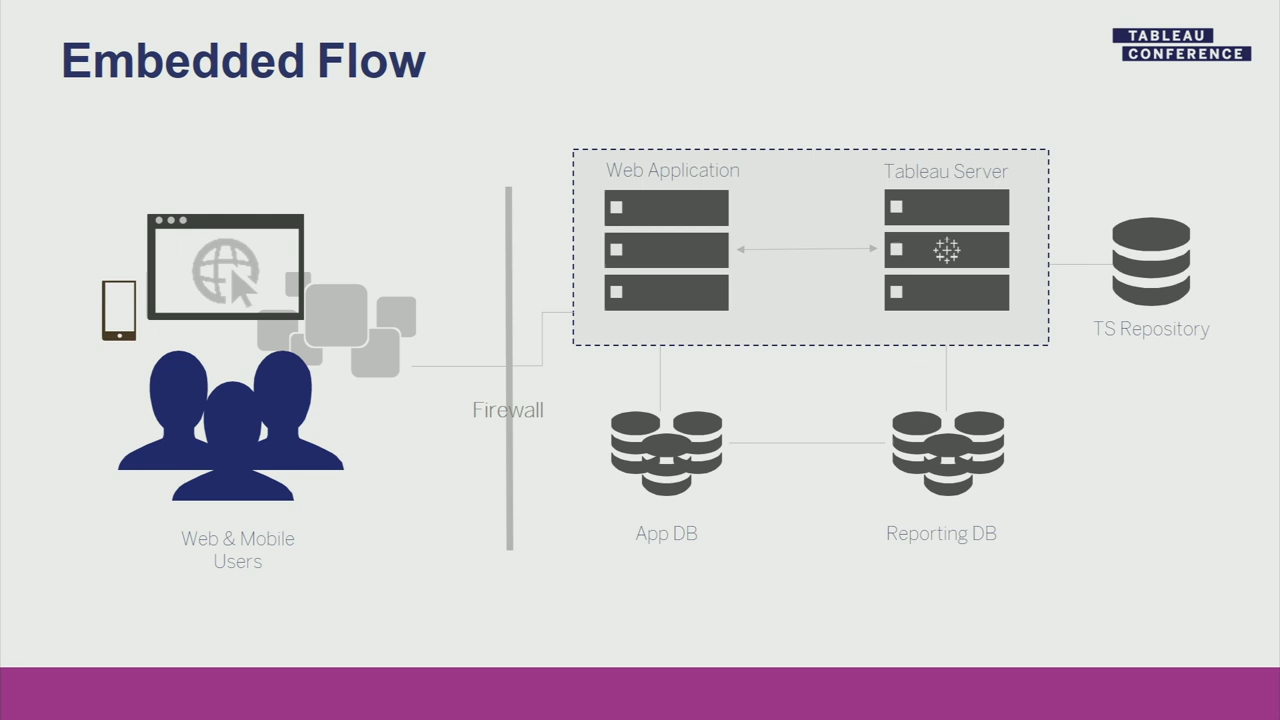 Embedded Flow
TABLEAU
CONFERENCE
Web Application
Tableau Server
TS Repository
Firewall
App DB
Reporting DB
Web & Mobile
Users